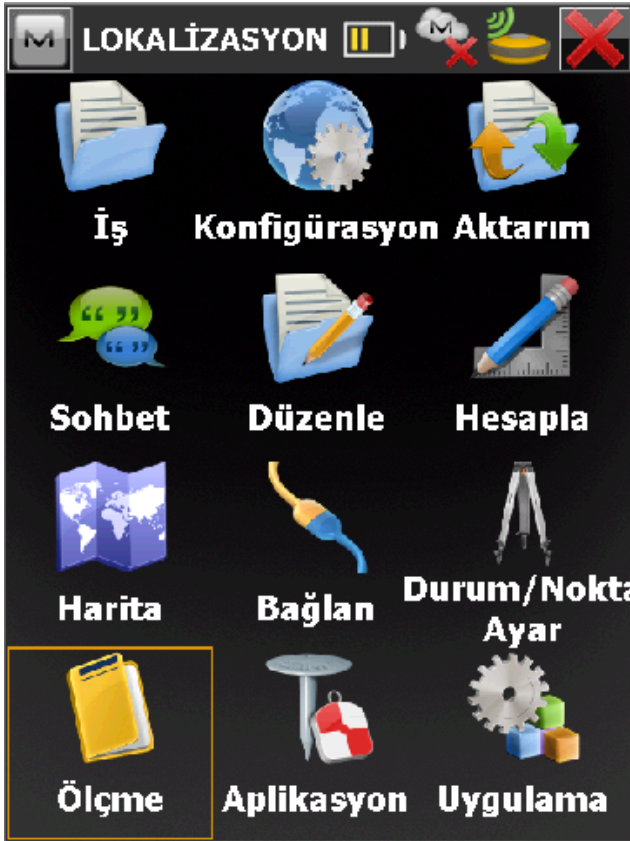 LOKALİZASYON
İş
Konfigürasyon
Aktarım
Sohbet
Düzenle
Hesapla
Harita
Bağlan
Durum/Nokta
Ayar
Ölçme
Aplikasyon
Uygulama